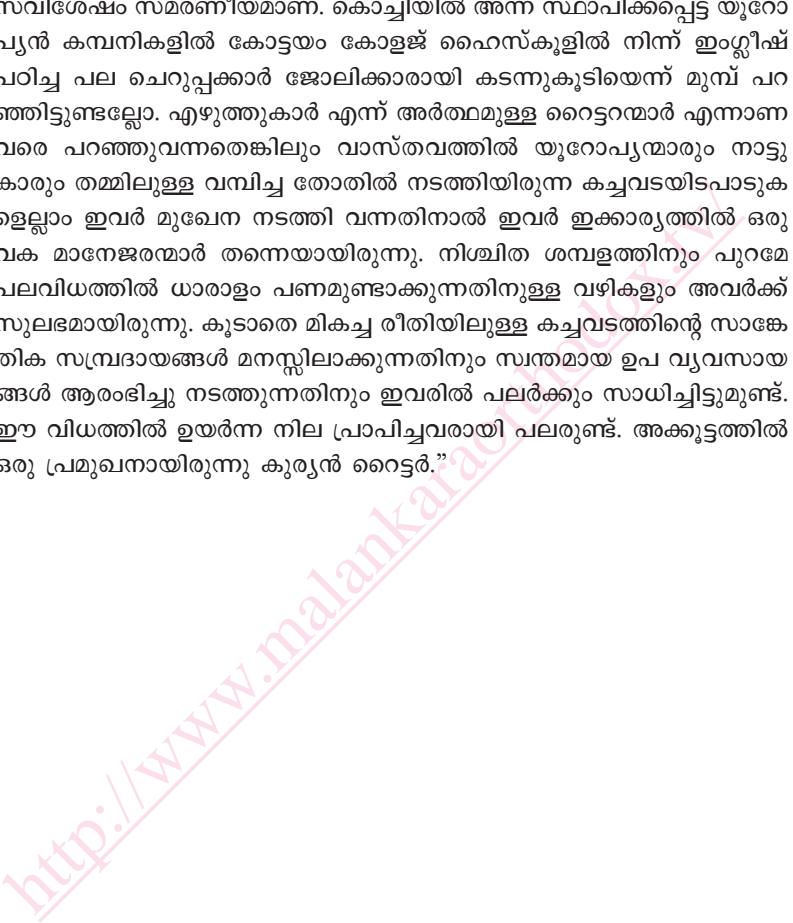 സവിശേഷം സ്മരണീയമാണ്. കൊച്ചിയിൽ അന്ന് സ്ഥാപിക്കപ്പെട്ട യൂറോ
പ്യൻ കമ്പനികളിൽ കോട്ടയം കോളജ് ഹൈസ്കൂളിൽ നിന്ന് ഇംഗ്ലീഷ്
പഠിച്ച പല ചെറുപ്പക്കാർ ജോലിക്കാരായി കടന്നുകൂടിയെന്ന് മുമ്പ് പറ
ഞ്ഞിട്ടുണ്ടല്ലോ. എഴുത്തുകാർ എന്ന് അർത്ഥമുള്ള റൈട്ടറന്മാർ എന്നാണ
വരെ പറഞ്ഞുവന്നതെങ്കിലും വാസ്തവത്തിൽ യൂറോപ്യന്മാരും നാട്ടു
കാരും തമ്മിലുള്ള വമ്പിച്ച തോതിൽ നടത്തിയിരുന്ന കച്ചവടയിടപാടുക
ളെല്ലാം ഇവർ മുഖേന നടത്തി വന്നതിനാൽ ഇവർ ഇക്കാര്യത്തിൽ ഒരു
വക മാനേജരന്മാർ തന്നെയായിരുന്നു. നിശ്ചിത ശമ്പളത്തിനും പുറമേ
പലവിധത്തിൽ ധാരാളം പണമുണ്ടാക്കുന്നതിനുള്ള വഴികളും അവർക്ക്
സുലഭമായിരുന്നു. കൂടാതെ മികച്ച രീതിയിലുള്ള കച്ചവടത്തിന്റെ സാങ്കേ
തിക സമ്പ്രദായങ്ങൾ മനസ്സിലാക്കുന്നതിനും സ്വന്തമായ ഉപ വ്യവസായ
ങ്ങൾ ആരംഭിച്ചു നടത്തുന്നതിനും ഇവരിൽ പലർക്കും സാധിച്ചിട്ടുമുണ്ട്.
ഈ വിധത്തിൽ ഉയർന്ന നില പ്രാപിച്ചവരായി പലരുണ്ട്. അക്കൂട്ടത്തിൽ
ഒരു പ്രമുഖനായിരുന്നു കുര്യൻ റൈട്ടർ.”
http://www.malankaraorthodox.tv/